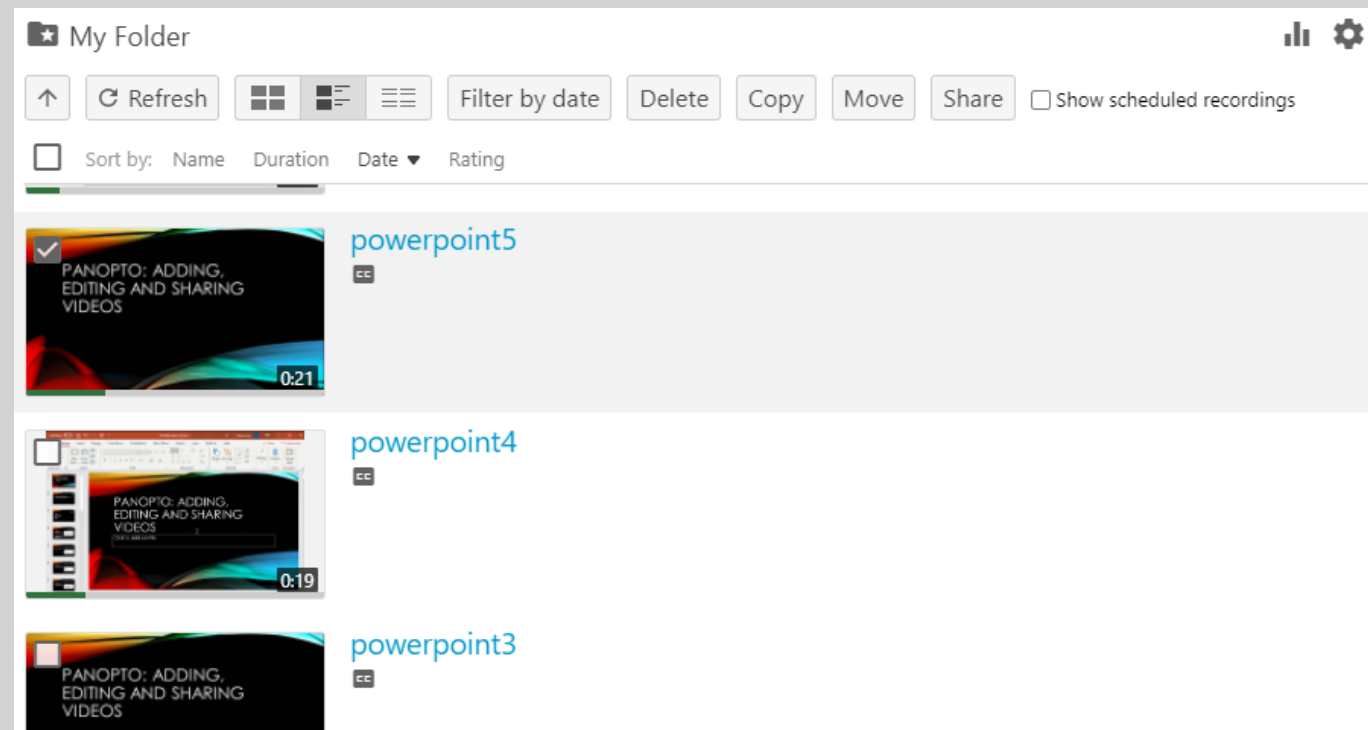 My Folder
Refresh Filter by date Delete Copy Move Share Show scheduled recordings
Sort by: Name Duration Date Rating
powerpoint5
CC
PANOPTO: ADDING,
EDITING AND SHARING
VIDEOS
0:21
powerpoint4
CC
PANOPTO: ADDING,
EDITING AND SHARING
VIDEOS
0:19
powerpoint3
CC
PANOPTO: ADDING,
EDITING AND SHARING
VIDEOS